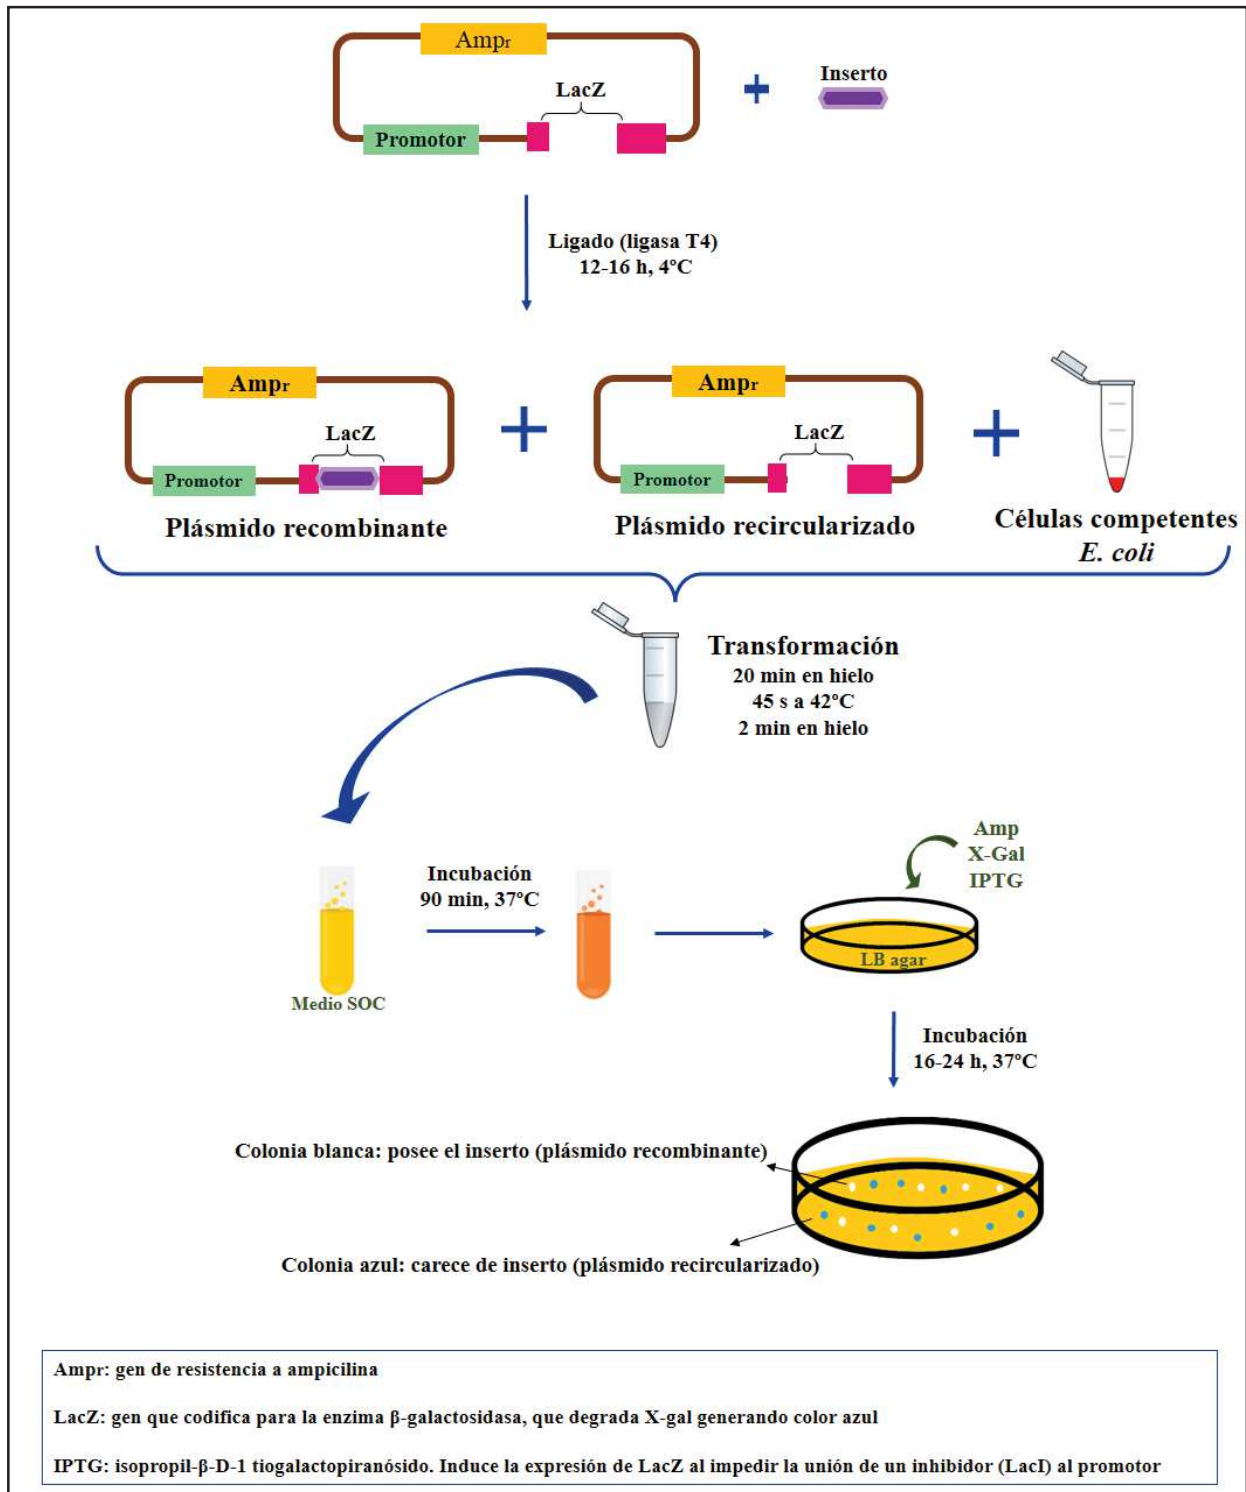 Ampr
LacZ
Inserto
Promotor
Ligado (ligasa T4)
12-16 h, 4ºC
Ampr
LacZ
Promotor
Plásmido recombinante
Ampr
LacZ
Promotor
Plásmido recircularizado
Células competentes
E. coli
Transformación
20 min en hielo
45 s a 42ºC
2 min en hielo
Medio SOC
Incubación
90 min, 37ºC
Amp
X-Gal
IPTG
LB agar
Incubación
16-24 h, 37ºC
Colonia blanca: posee el inserto (plásmido recombinante)
Colonia azul: carece de inserto (plásmido recircularizado)
Ampr: gen de resistencia a ampicilina
LacZ: gen que codifica para la enzima β-galactosidasa, que degrada X-gal generando color azul
IPTG: isopropil-β-D-1 tiogalactopiranósido. Induce la expresión de LacZ al impedir la unión de un inhibidor (LacI) al promotor